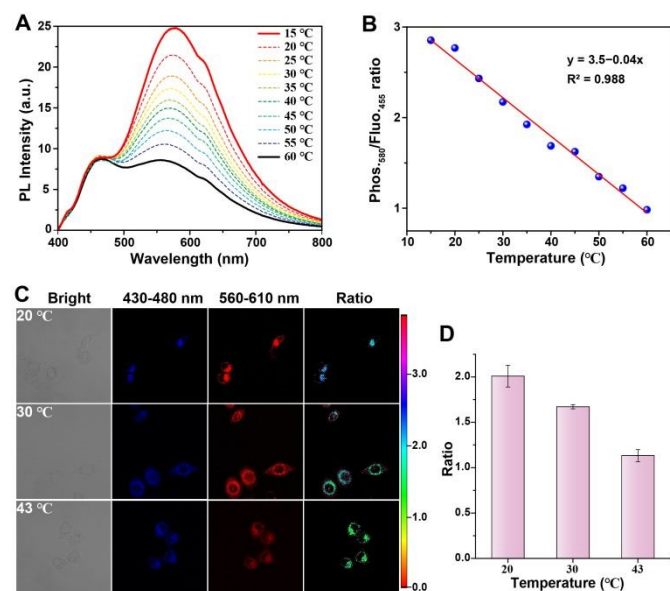 A
PL Intensity (a.u.)
25
20
15
10
5
0
15 ℃
20 ℃
25 ℃
30 ℃
35 ℃
40 ℃
45 ℃
50 ℃
55 ℃
60 ℃
400 500 600 700 800
Wavelength (nm)
B
Phos.580/Fluo.455 ratio
3
2
1
y = 3.5−0.04x
R² = 0.988
10 20 30 40 50 60
Temperature (℃)
C
Bright 430-480 nm 560-610 nm Ratio
20 ℃
30 ℃
43 ℃
3.0
2.0
1.0
0.0
D
Ratio
2.0
1.5
1.0
0.5
0.0
20 30 43
Temperature (℃)